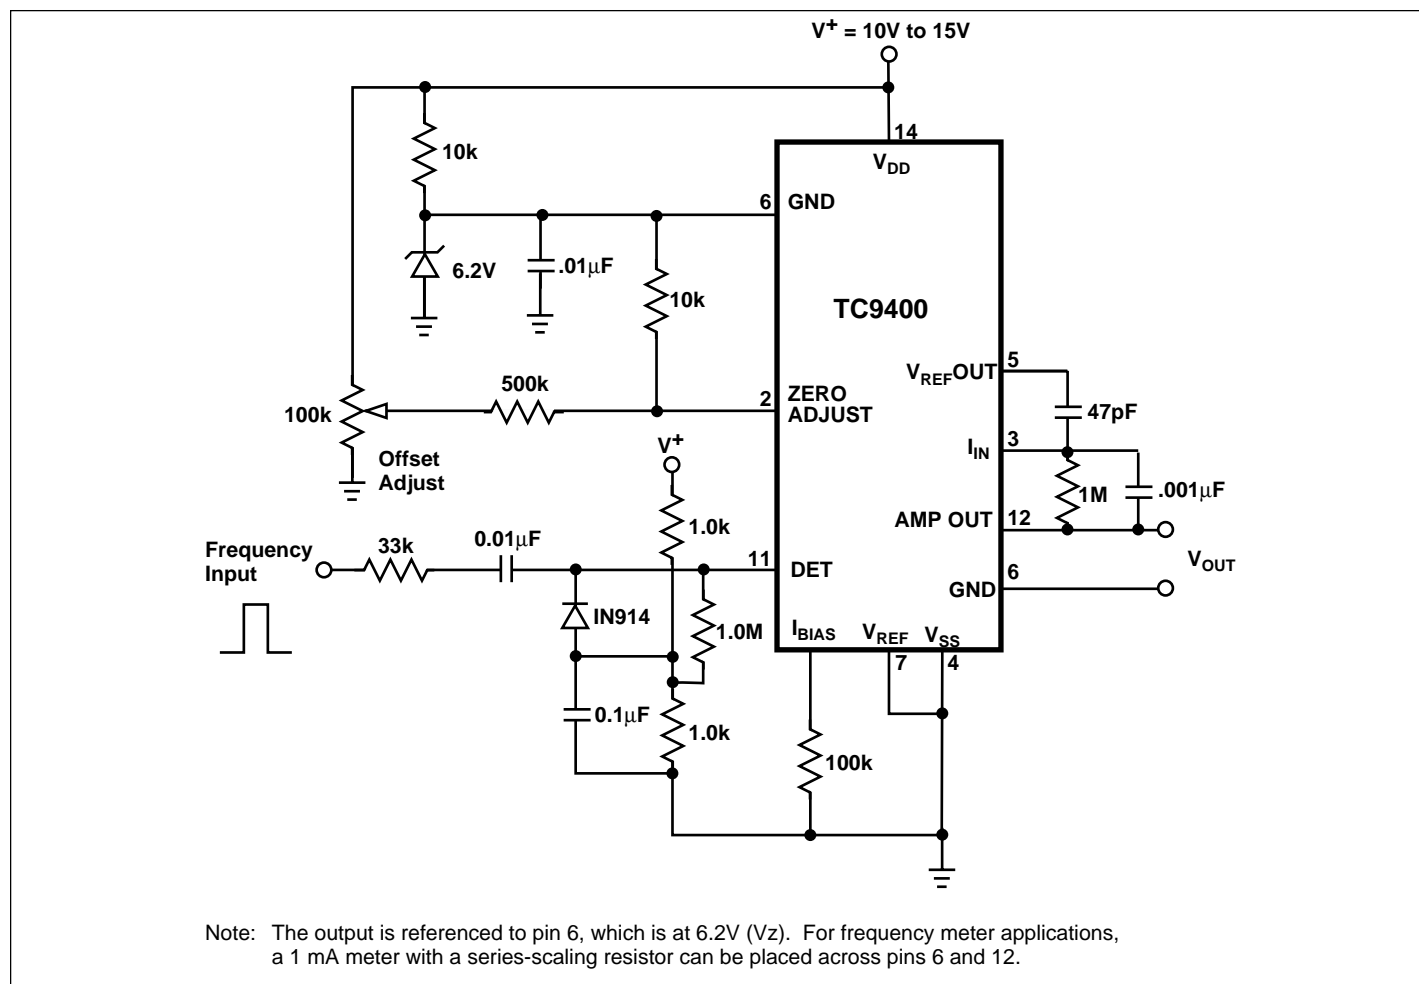 V+ = 10V to 15V
14
VDD
10k
6
GND
6.2V
.01μF
10k
TC9400
5
VREFOUT
47pF
500k
2
ZERO
ADJUST
100k
Offset
Adjust
V+
3
IIN
1M
.001μF
1.0k
AMP OUT
12
Frequency
Input
33k
0.01μF
11
DET
VOUT
6
GND
IN914
1.0M
IBIAS
VREF
VSS
7
4
0.1μF
1.0k
100k
Note: The output is referenced to pin 6, which is at 6.2V (Vz). For frequency meter applications,
a 1 mA meter with a series-scaling resistor can be placed across pins 6 and 12.